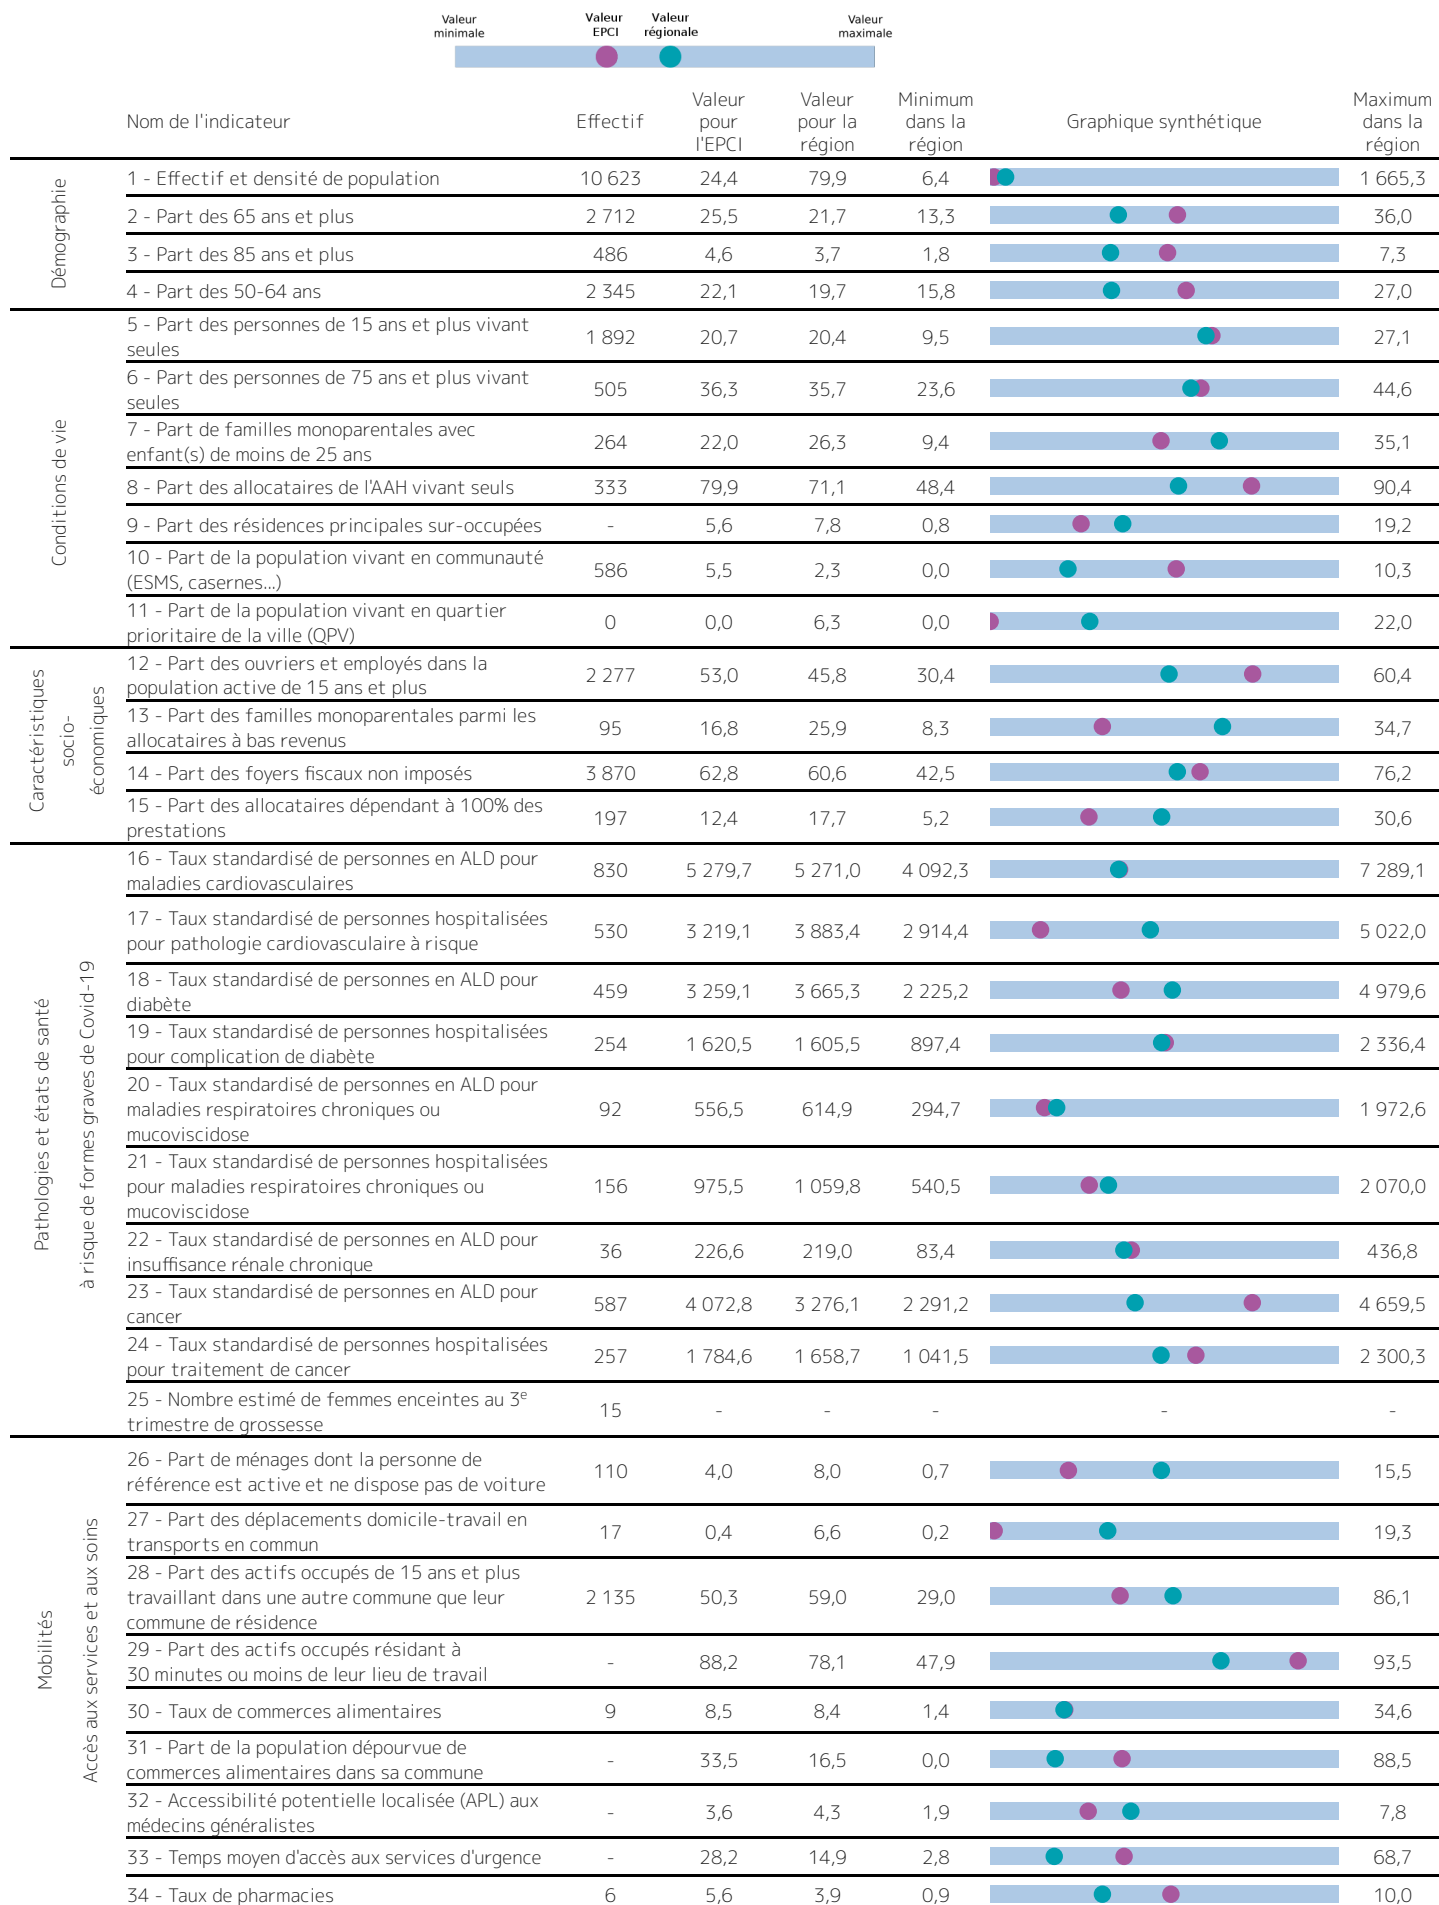 Valeur minimale
Valeur EPCI
Valeur régionale
Valeur maximale
Nom de l'indicateur
Effectif
Valeur pour l'EPCI
Valeur pour la région
Minimum dans la région
Graphique synthétique
Maximum dans la région
Démographie
1 - Effectif et densité de population 10 623 24,4 79,9 6,4 1 665,3
2 - Part des 65 ans et plus 2 712 25,5 21,7 13,3 36,0
3 - Part des 85 ans et plus 486 4,6 3,7 1,8 7,3
4 - Part des 50-64 ans 2 345 22,1 19,7 15,8 27,0
Conditions de vie
5 - Part des personnes de 15 ans et plus vivant
seules 1 892 20,7 20,4 9,5 27,1
6 - Part des personnes de 75 ans et plus vivant
seules 505 36,3 35,7 23,6 44,6
7 - Part de familles monoparentales avec
enfant(s) de moins de 25 ans 264 22,0 26,3 9,4 35,1
8 - Part des allocataires de l'AAH vivant seuls 333 79,9 71,1 48,4 90,4
9 - Part des résidences principales sur-occupées - 5,6 7,8 0,8 19,2
10 - Part de la population vivant en communauté
(ESMS, casernes...) 586 5,5 2,3 0,0 10,3
11 - Part de la population vivant en quartier
prioritaire de la ville (QPV) 0 0,0 6,3 0,0 22,0
Caractéristiques
socio-
économiques
12 - Part des ouvriers et employés dans la
population active de 15 ans et plus 2 277 53,0 45,8 30,4 60,4
13 - Part des familles monoparentales parmi les
allocataires à bas revenus 95 16,8 25,9 8,3 34,7
14 - Part des foyers fiscaux non imposés 3 870 62,8 60,6 42,5 76,2
15 - Part des allocataires dépendant à 100% des
prestations 197 12,4 17,7 5,2 30,6
Pathologies et états de santé
à risque de formes graves de Covid-19
16 - Taux standardisé de personnes en ALD pour
maladies cardiovasculaires 830 5 279,7 5 271,0 4 092,3 7 289,1
17 - Taux standardisé de personnes hospitalisées
pour pathologie cardiovasculaire à risque 530 3 219,1 3 883,4 2 914,4 5 022,0
18 - Taux standardisé de personnes en ALD pour
diabète 459 3 259,1 3 665,3 2 225,2 4 979,6
19 - Taux standardisé de personnes hospitalisées
pour complication de diabète 254 1 620,5 1 605,5 897,4 2 336,4
20 - Taux standardisé de personnes en ALD pour
maladies respiratoires chroniques ou
mucoviscidose 92 556,5 614,9 294,7 1 972,6
21 - Taux standardisé de personnes hospitalisées
pour maladies respiratoires chroniques ou
mucoviscidose 156 975,5 1 059,8 540,5 2 070,0
22 - Taux standardisé de personnes en ALD pour
insuffisance rénale chronique 36 226,6 219,0 83,4 436,8
23 - Taux standardisé de personnes en ALD pour
cancer 587 4 072,8 3 276,1 2 291,2 4 659,5
24 - Taux standardisé de personnes hospitalisées
pour traitement de cancer 257 1 784,6 1 658,7 1 041,5 2 300,3
25 - Nombre estimé de femmes enceintes au 3e
trimestre de grossesse 15 - - - - -
Mobilités
Accès aux services et aux soins
26 - Part de ménages dont la personne de
référence est active et ne dispose pas de voiture 110 4,0 8,0 0,7 15,5
27 - Part des déplacements domicile-travail en
transports en commun 17 0,4 6,6 0,2 19,3
28 - Part des actifs occupés de 15 ans et plus
travaillant dans une autre commune que leur
commune de résidence 2 135 50,3 59,0 29,0 86,1
29 - Part des actifs occupés résidant à
30 minutes ou moins de leur lieu de travail - 88,2 78,1 47,9 93,5
30 - Taux de commerces alimentaires 9 8,5 8,4 1,4 34,6
31 - Part de la population dépourvue de
commerces alimentaires dans sa commune - 33,5 16,5 0,0 88,5
32 - Accessibilité potentielle localisée (APL) aux
médecins généralistes - 3,6 4,3 1,9 7,8
33 - Temps moyen d'accès aux services d'urgence - 28,2 14,9 2,8 68,7
34 - Taux de pharmacies 6 5,6 3,9 0,9 10,0